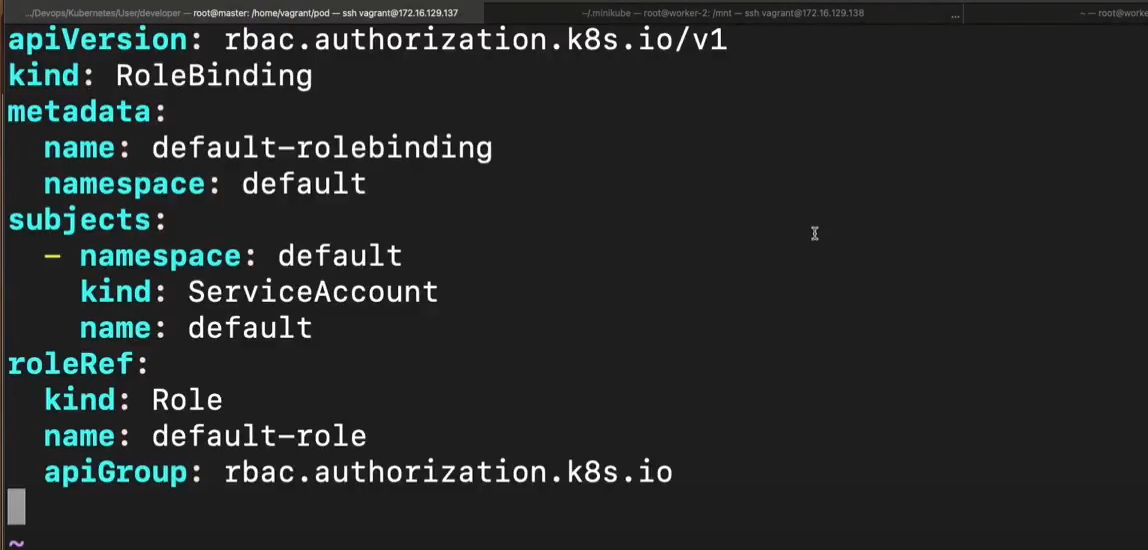 .../Devops/Kubernetes/User/developer — root@master: /home/vagrant/pod — ssh vagrant@172.16.129.137
~/.minikube — root@worker-2: /mnt — ssh vagrant@172.16.129.138
...
~ — root@worke
apiVersion: rbac.authorization.k8s.io/v1
kind: RoleBinding
metadata:
  name: default-rolebinding
  namespace: default
subjects:
  - namespace: default
    kind: ServiceAccount
    name: default
roleRef:
  kind: Role
  name: default-role
  apiGroup: rbac.authorization.k8s.io
~